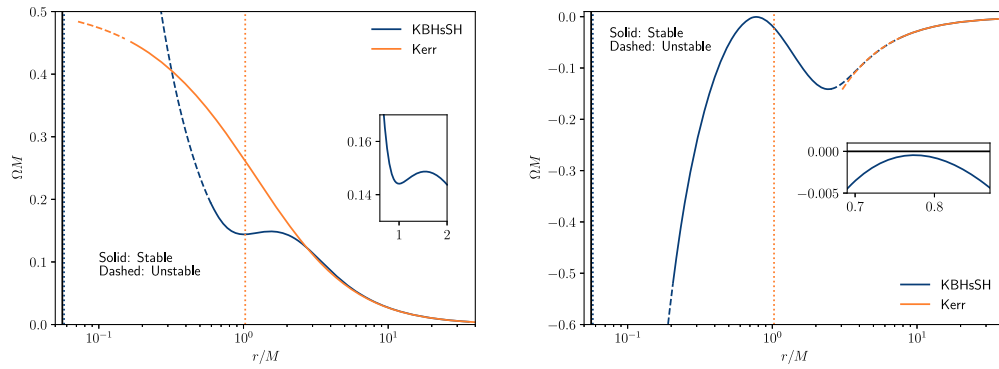 0.5
0.4
0.3
0.2
0.1
0.0
ΩM
10⁻¹
10⁰
10¹
r/M
KBHsSH
Kerr
0.16
0.14
1
2
Solid: Stable
Dashed: Unstable
0.0
−0.1
−0.2
−0.3
−0.4
−0.5
−0.6
ΩM
10⁻¹
10⁰
10¹
r/M
Solid: Stable
Dashed: Unstable
0.000
−0.005
0.7
0.8
KBHsSH
Kerr